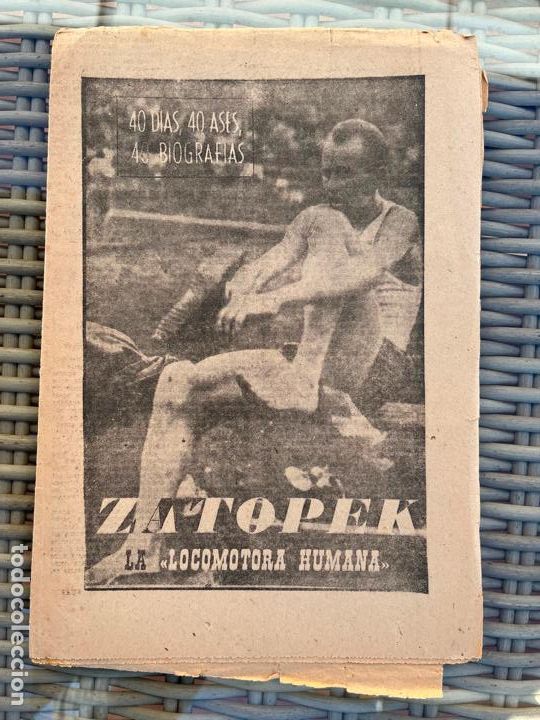 40 DIAS, 40 ASES,
40 BIOGRAFIAS
ZATOPEK
LA «LOCOMOTORA HUMANA»
todocoleccion